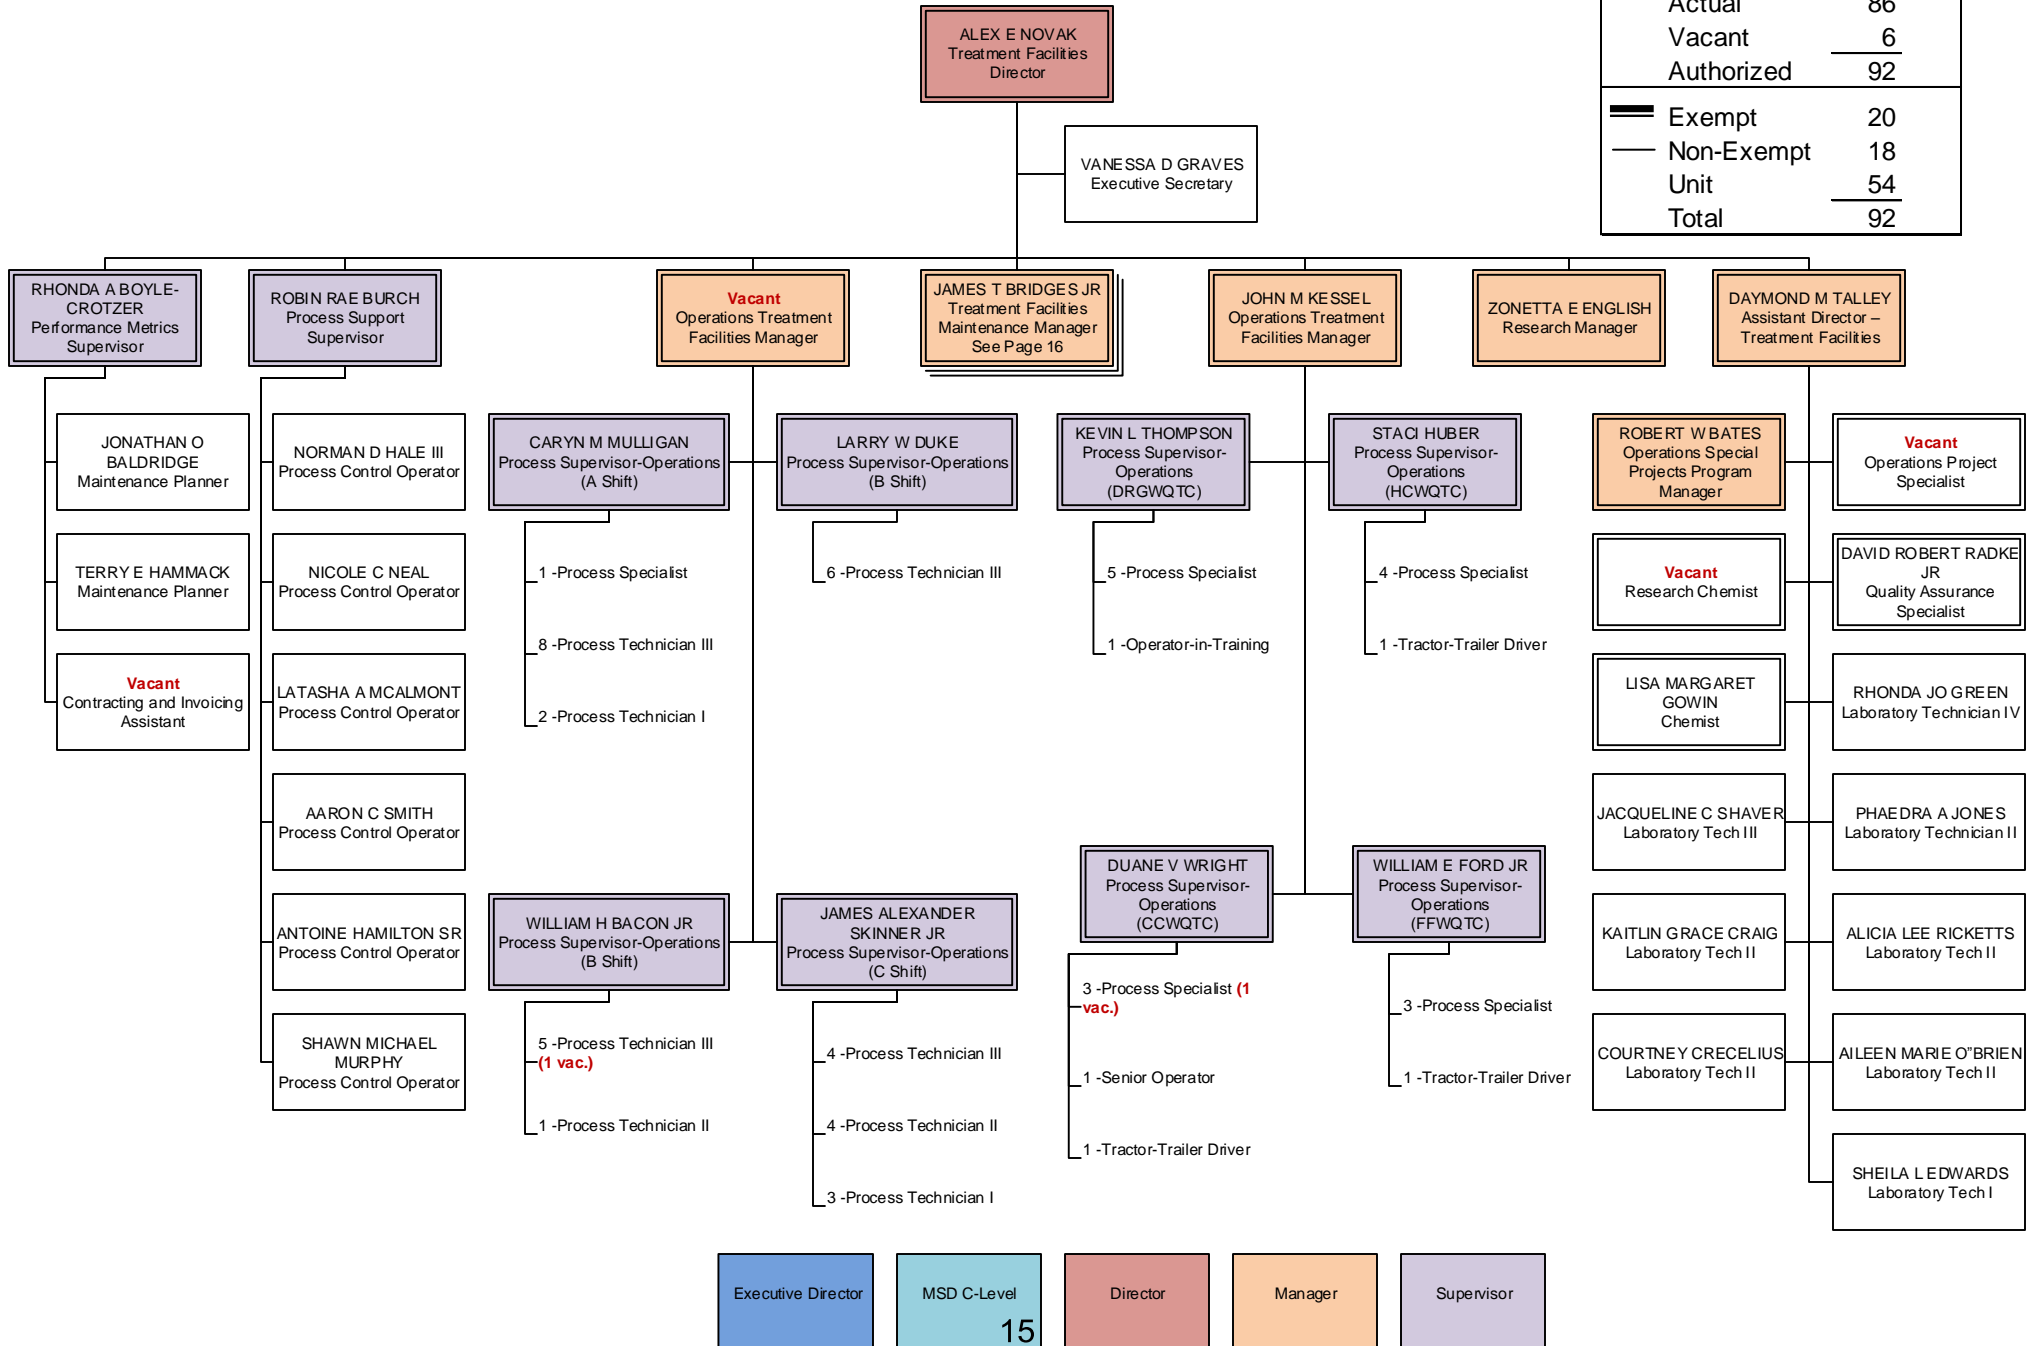 Actual 86
Vacant 6
Authorized 92
Exempt 20
Non-Exempt 18
Unit 54
Total 92
ALEX E NOVAK
Treatment Facilities
Director
VANESSA D GRAVES
Executive Secretary
RHONDA A BOYLE-
CROTZER
Performance Metrics
Supervisor
ROBIN RAE BURCH
Process Support
Supervisor
Vacant
Operations Treatment
Facilities Manager
JAMES T BRIDGES JR
Treatment Facilities
Maintenance Manager
See Page 16
JOHN M KESSEL
Operations Treatment
Facilities Manager
ZONETTA E ENGLISH
Research Manager
DAYMOND M TALLEY
Assistant Director –
Treatment Facilities
JONATHAN O
BALDRIDGE
Maintenance Planner
TERRY E HAMMACK
Maintenance Planner
Vacant
Contracting and Invoicing
Assistant
NORMAN D HALE III
Process Control Operator
NICOLE C NEAL
Process Control Operator
LATASHA A MCALMONT
Process Control Operator
AARON C SMITH
Process Control Operator
ANTOINE HAMILTON SR
Process Control Operator
SHAWN MICHAEL
MURPHY
Process Control Operator
CARYN M MULLIGAN
Process Supervisor-Operations
(A Shift)
1 -Process Specialist
8 -Process Technician III
2 -Process Technician I
LARRY W DUKE
Process Supervisor-Operations
(B Shift)
6 -Process Technician III
WILLIAM H BACON JR
Process Supervisor-Operations
(B Shift)
5 -Process Technician III
(1 vac.)
1 -Process Technician II
JAMES ALEXANDER
SKINNER JR
Process Supervisor-Operations
(C Shift)
4 -Process Technician III
4 -Process Technician II
3 -Process Technician I
KEVIN L THOMPSON
Process Supervisor-
Operations
(DRGWQTC)
5 -Process Specialist
1 -Operator-in-Training
STACI HUBER
Process Supervisor-
Operations
(HCWQTC)
4 -Process Specialist
1 -Tractor-Trailer Driver
DUANE V WRIGHT
Process Supervisor-
Operations
(CCWQTC)
3 -Process Specialist (1
vac.)
1 -Senior Operator
1 -Tractor-Trailer Driver
WILLIAM E FORD JR
Process Supervisor-
Operations
(FFWQTC)
3 -Process Specialist
1 -Tractor-Trailer Driver
ROBERT W BATES
Operations Special
Projects Program
Manager
Vacant
Operations Project
Specialist
Vacant
Research Chemist
DAVID ROBERT RADKE
JR
Quality Assurance
Specialist
LISA MARGARET
GOWIN
Chemist
RHONDA JO GREEN
Laboratory Technician IV
JACQUELINE C SHAVER
Laboratory Tech III
PHAEDRA A JONES
Laboratory Technician II
KAITLIN GRACE CRAIG
Laboratory Tech II
ALICIA LEE RICKETTS
Laboratory Tech II
COURTNEY CRECELIUS
Laboratory Tech II
AILEEN MARIE O"BRIEN
Laboratory Tech II
SHEILA L EDWARDS
Laboratory Tech I
Executive Director
MSD C-Level
Director
Manager
Supervisor
15